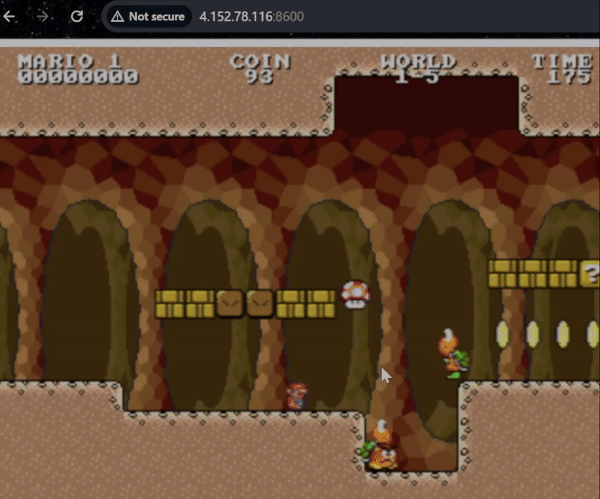 Not secure 4.152.78.116:8600
MARIO 1 COIN WORLD TIME
00000000 93 1-5 175
?